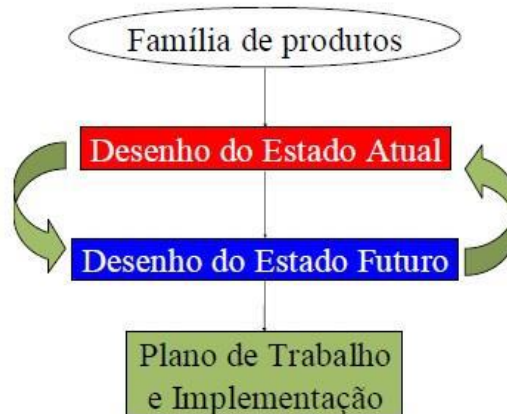 Família de produtos
Desenho do Estado Atual
Desenho do Estado Futuro
Plano de Trabalho
e Implementação